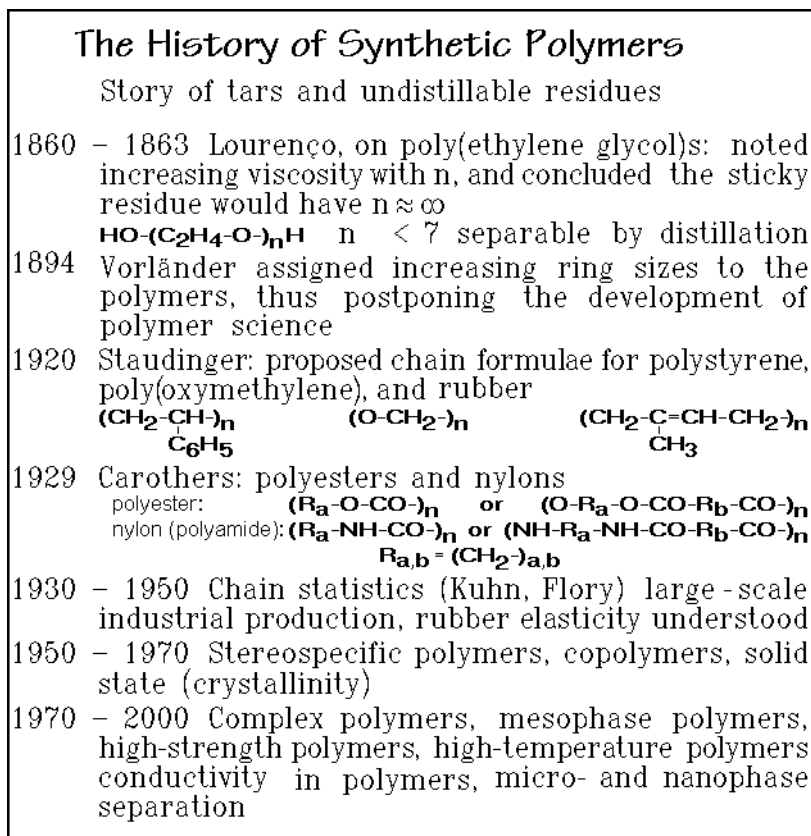 The History of Synthetic Polymers
Story of tars and undistillable residues
1860 – 1863 Lourenço, on poly(ethylene glycol)s: noted
increasing viscosity with n, and concluded the sticky
residue would have n ≈ ∞
HO-(C2H4-O-)nH n < 7 separable by distillation
1894 Vorländer assigned increasing ring sizes to the
polymers, thus postponing the development of
polymer science
1920 Staudinger: proposed chain formulae for polystyrene,
poly(oxymethylene), and rubber
(CH2-CH-)n (O-CH2-)n (CH2-C=CH-CH2-)n
C6H5 CH3
1929 Carothers: polyesters and nylons
polyester: (Ra-O-CO-)n or (O-Ra-O-CO-Rb-CO-)n
nylon (polyamide): (Ra-NH-CO-)n or (NH-Ra-NH-CO-Rb-CO-)n
Ra,b = (CH2-)a,b
1930 – 1950 Chain statistics (Kuhn, Flory) large-scale
industrial production, rubber elasticity understood
1950 – 1970 Stereospecific polymers, copolymers, solid
state (crystallinity)
1970 – 2000 Complex polymers, mesophase polymers,
high-strength polymers, high-temperature polymers
conductivity in polymers, micro- and nanophase
separation